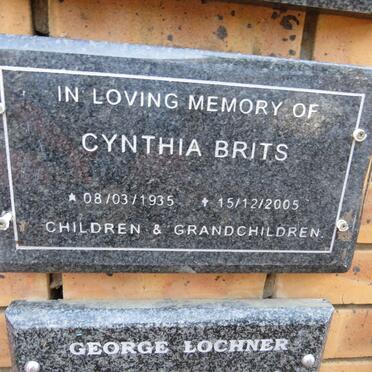 IN LOVING MEMORY OF
CYNTHIA BRITS
★ 08/03/1935 ✝ 15/12/2005
CHILDREN & GRANDCHILDREN
GEORGE LOCHNER